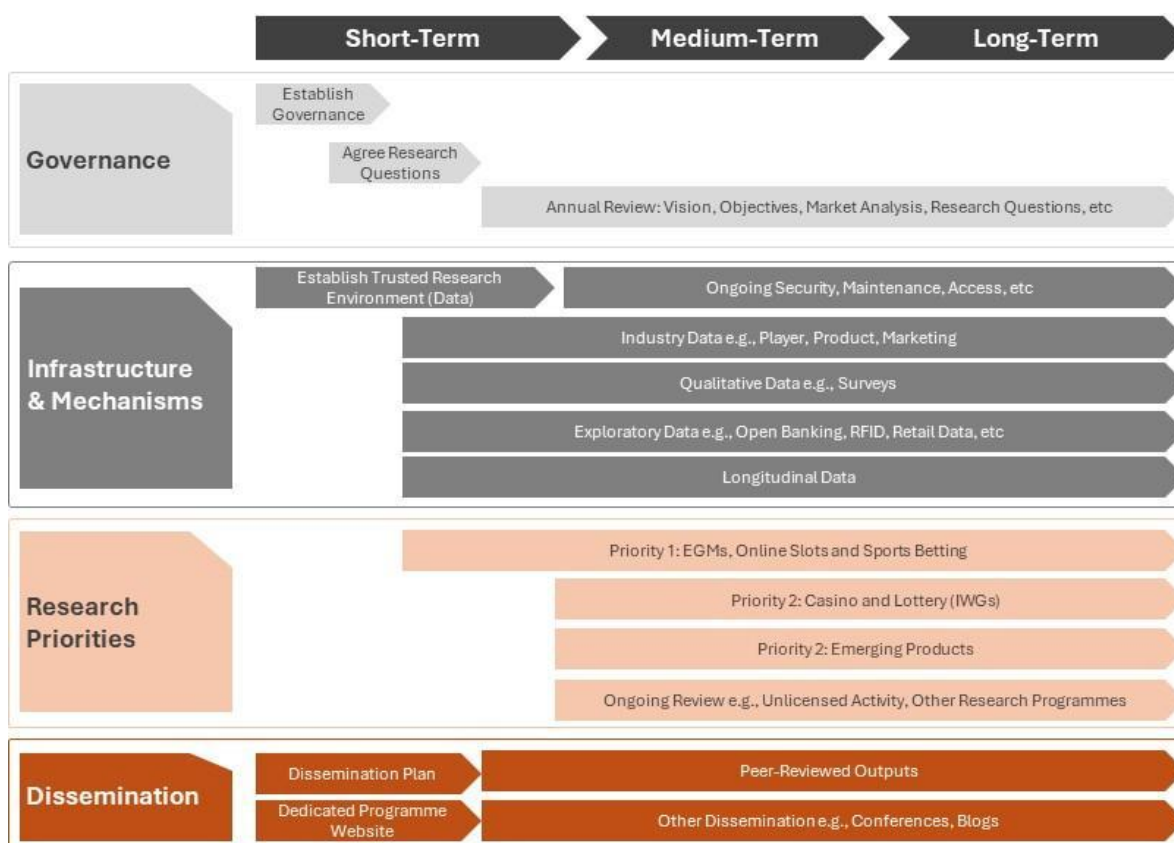 Short-Term
Medium-Term
Long-Term
Governance
Establish
Governance
Agree Research
Questions
Annual Review: Vision, Objectives, Market Analysis, Research Questions, etc
Infrastructure
& Mechanisms
Establish Trusted Research
Environment (Data)
Ongoing Security, Maintenance, Access, etc
Industry Data e.g., Player, Product, Marketing
Qualitative Data e.g., Surveys
Exploratory Data e.g., Open Banking, RFID, Retail Data, etc
Longitudinal Data
Research
Priorities
Priority 1: EGMs, Online Slots and Sports Betting
Priority 2: Casino and Lottery (IWGs)
Priority 2: Emerging Products
Ongoing Review e.g., Unlicensed Activity, Other Research Programmes
Dissemination
Dissemination Plan
Peer-Reviewed Outputs
Dedicated Programme
Website
Other Dissemination e.g., Conferences, Blogs